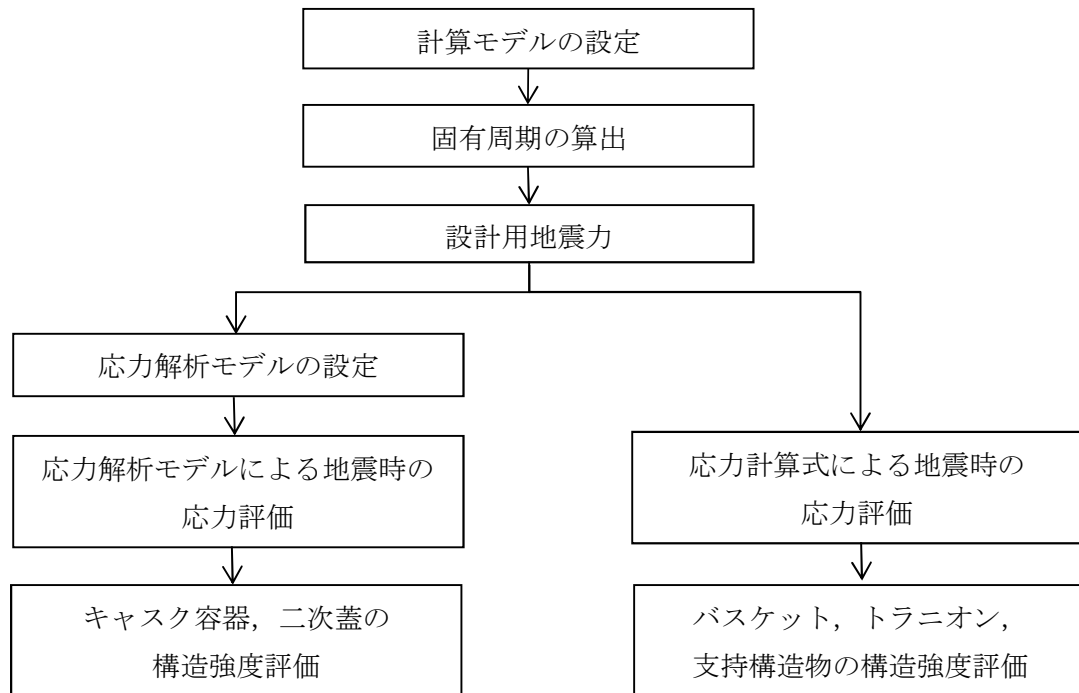 計算モデルの設定
固有周期の算出
設計用地震力
応力解析モデルの設定
応力解析モデルによる地震時の
応力評価
キャスク容器，二次蓋の
構造強度評価
応力計算式による地震時の
応力評価
バスケット，トラニオン，
支持構造物の構造強度評価